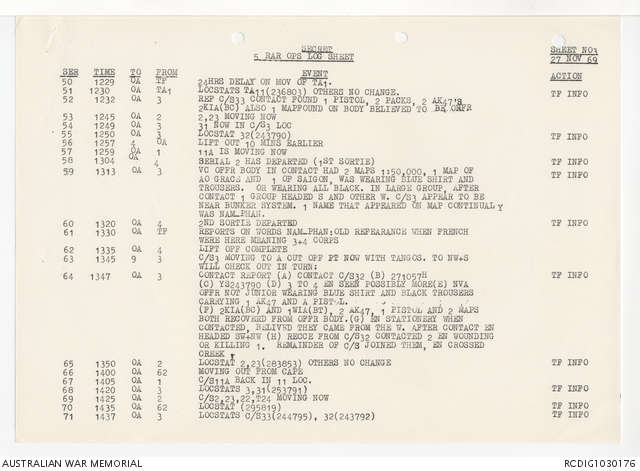 SECRET
5 RAR OPS LOG SHEET
SHEET NO4
27 NOV 69
SER TIME TO FROM EVENT ACTION
50 1229 OA TF 24HRS DELAY ON MOV OF TA1.
51 1230 OA TA1 LOCSTATS TA11(236803) OTHERS NO CHANGE. TF INFO
52 1232 OA 3 REF C/S33 CONTACT FOUND 1 PISTOL, 2 PACKS, 2 AK47'S
2KIA(BC) ALSO 1 MAPFOUND ON BODY BELIEVED TO BE OFFR TF INFO
53 1245 OA 2 2,23 MOVING NOW
54 1249 OA 3 31 NOW IN C/S3 LOC
55 1250 OA 3 LOCSTAT 32(243790) TF INFO
56 1257 4 OA LIFT OUT 10 MINS EARLIER
57 1259 OA 1 11A IS MOVING NOW TF INFO
58 1304 OA 4 SERIAL 2 HAS DEPARTED (1ST SORTIE) TF INFO
59 1313 OA 3 VC OFFR BODY IN CONTACT HAD 2 MAPS 1:50,000, 1 MAP OF TF INFO
AO GRACE AND 1 OF SAIGON, WAS WEARING BLUE SHIRT AND
TROUSERS. OR WEARING ALL BLACK. IN LARGE GROUP, AFTER
CONTACT 1 GROUP HEADED S AND OTHER W. C/S3 APPEAR TO BE
NEAR BUNKER SYSTEM. 1 NAME THAT APPEARED ON MAP CONTINUAL Y
WAS NAM-PHAN.
60 1320 OA 4 2ND SORTIE DEPARTED TF INFO
61 1330 OA TF REPORTS ON WORDS NAM-PHAN:OLD REPEARANCE WHEN FRENCH
WERE HERE MEANING 3+4 CORPS
62 1335 OA 4 LIFT OFF COMPLETE TF INFO
63 1345 9 3 C/S3 MOVING TO A CUT OFF PT NOW WITH TANGOS. TO NW+S TF INFO
WILL CHECK OUT IN TURN:
64 1347 OA 3 CONTACT REPORT (A) CONTACT C/S32 (B) 271057H TF INFO
(C) YS243790 (D) 3 TO 4 EN SEEN POSSIBLY MORE(E) NVA
OFFR NOT JUNIOR WEARING BLUE SHIRT AND BLACK TROUSERS
CARRYING 1 AK47 AND A PISTOL.
(F) 2KIA(BC) AND 1WIA(BT), 2 AK47, 1 PISTOL AND 2 MAPS
BOTH RECOVERD FROM OFFR BODY.(G) EN STATIONERY WHEN
CONTACTED, BELIVED THEY CAME FROM THE W. AFTER CONTACT EN
HEADED SW+NW (H) RECCE FROM C/S32 CONTACTED 2 EN WOUNDING
OR KILLING 1. REMAINDER OF C/S JOINED THEM, EN CROSSED
CREEK
65 1350 OA 2 LOCSTAT 2,23(283853) OTHERS NO CHANGE TF INFO
66 1400 OA 62 MOVING OUT FROM CAPE
67 1405 OA 1 C/S11A BACK IN 11 LOC.
68 1420 OA 3 LOCSTATS 3,31(253791) TF INFO
69 1425 OA 2 C/S2,23,22,T24 MOVING NOW
70 1435 OA 62 LOCSTAT (295819) TF INFO
71 1437 OA 3 LOCSTATS C/S33(244795), 32(243792) TF INFO
AUSTRALIAN WAR MEMORIAL RCDIG1030176